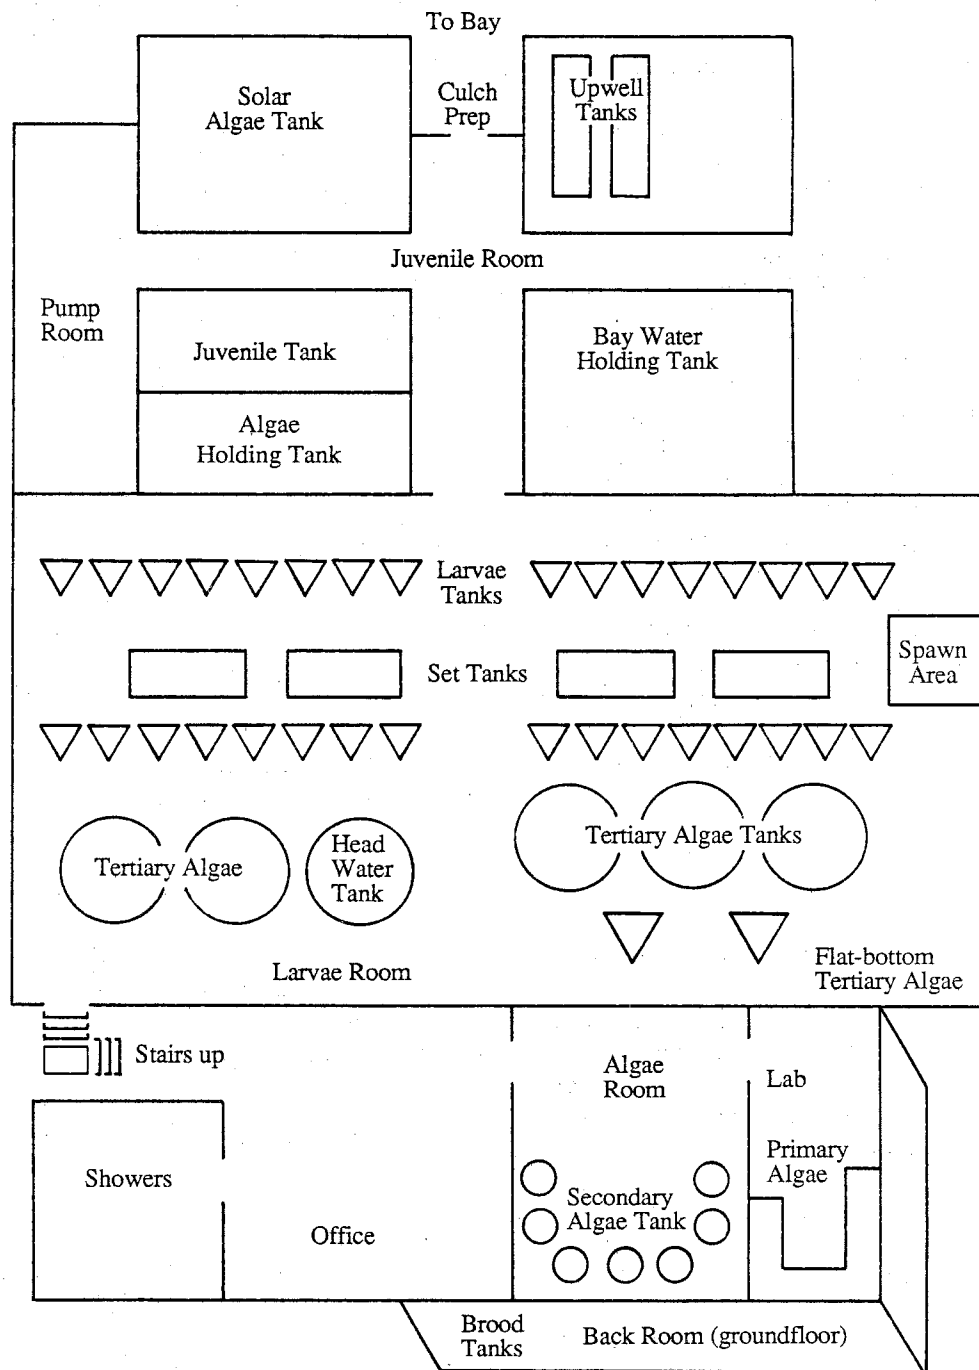 To Bay
Solar
Algae Tank
Culch
Prep
Upwell
Tanks
Juvenile Room
Pump
Room
Juvenile Tank
Bay Water
Holding Tank
Algae
Holding Tank
Larvae
Tanks
Set Tanks
Spawn
Area
Tertiary Algae
Head
Water
Tank
Tertiary Algae Tanks
Larvae Room
Flat-bottom
Tertiary Algae
Stairs up
Algae
Room
Lab
Showers
Primary
Algae
Secondary
Algae Tank
Office
Brood
Tanks
Back Room (groundfloor)